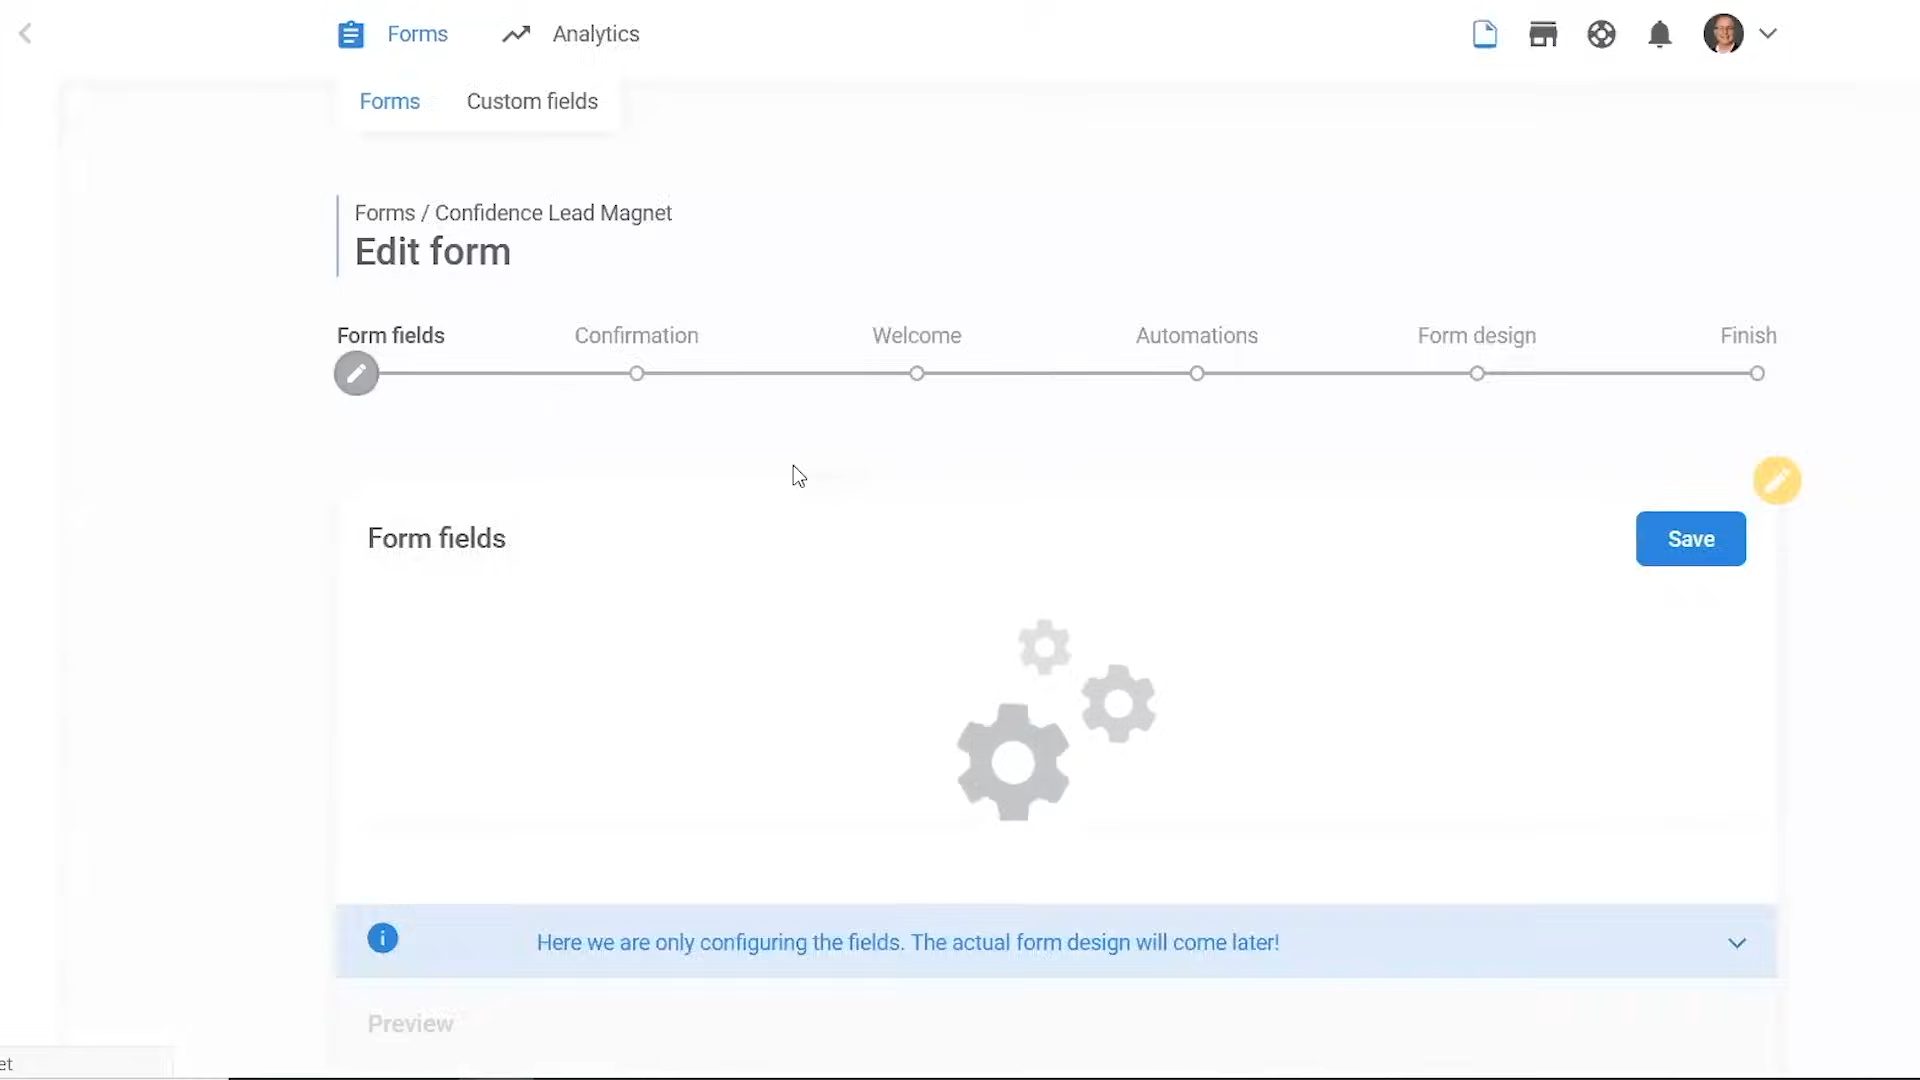 Forms
Analytics
Forms
Custom fields
Forms / Confidence Lead Magnet
Edit form
Form fields
Confirmation
Welcome
Automations
Form design
Finish
Form fields
Save
Here we are only configuring the fields. The actual form design will come later!
Preview
et